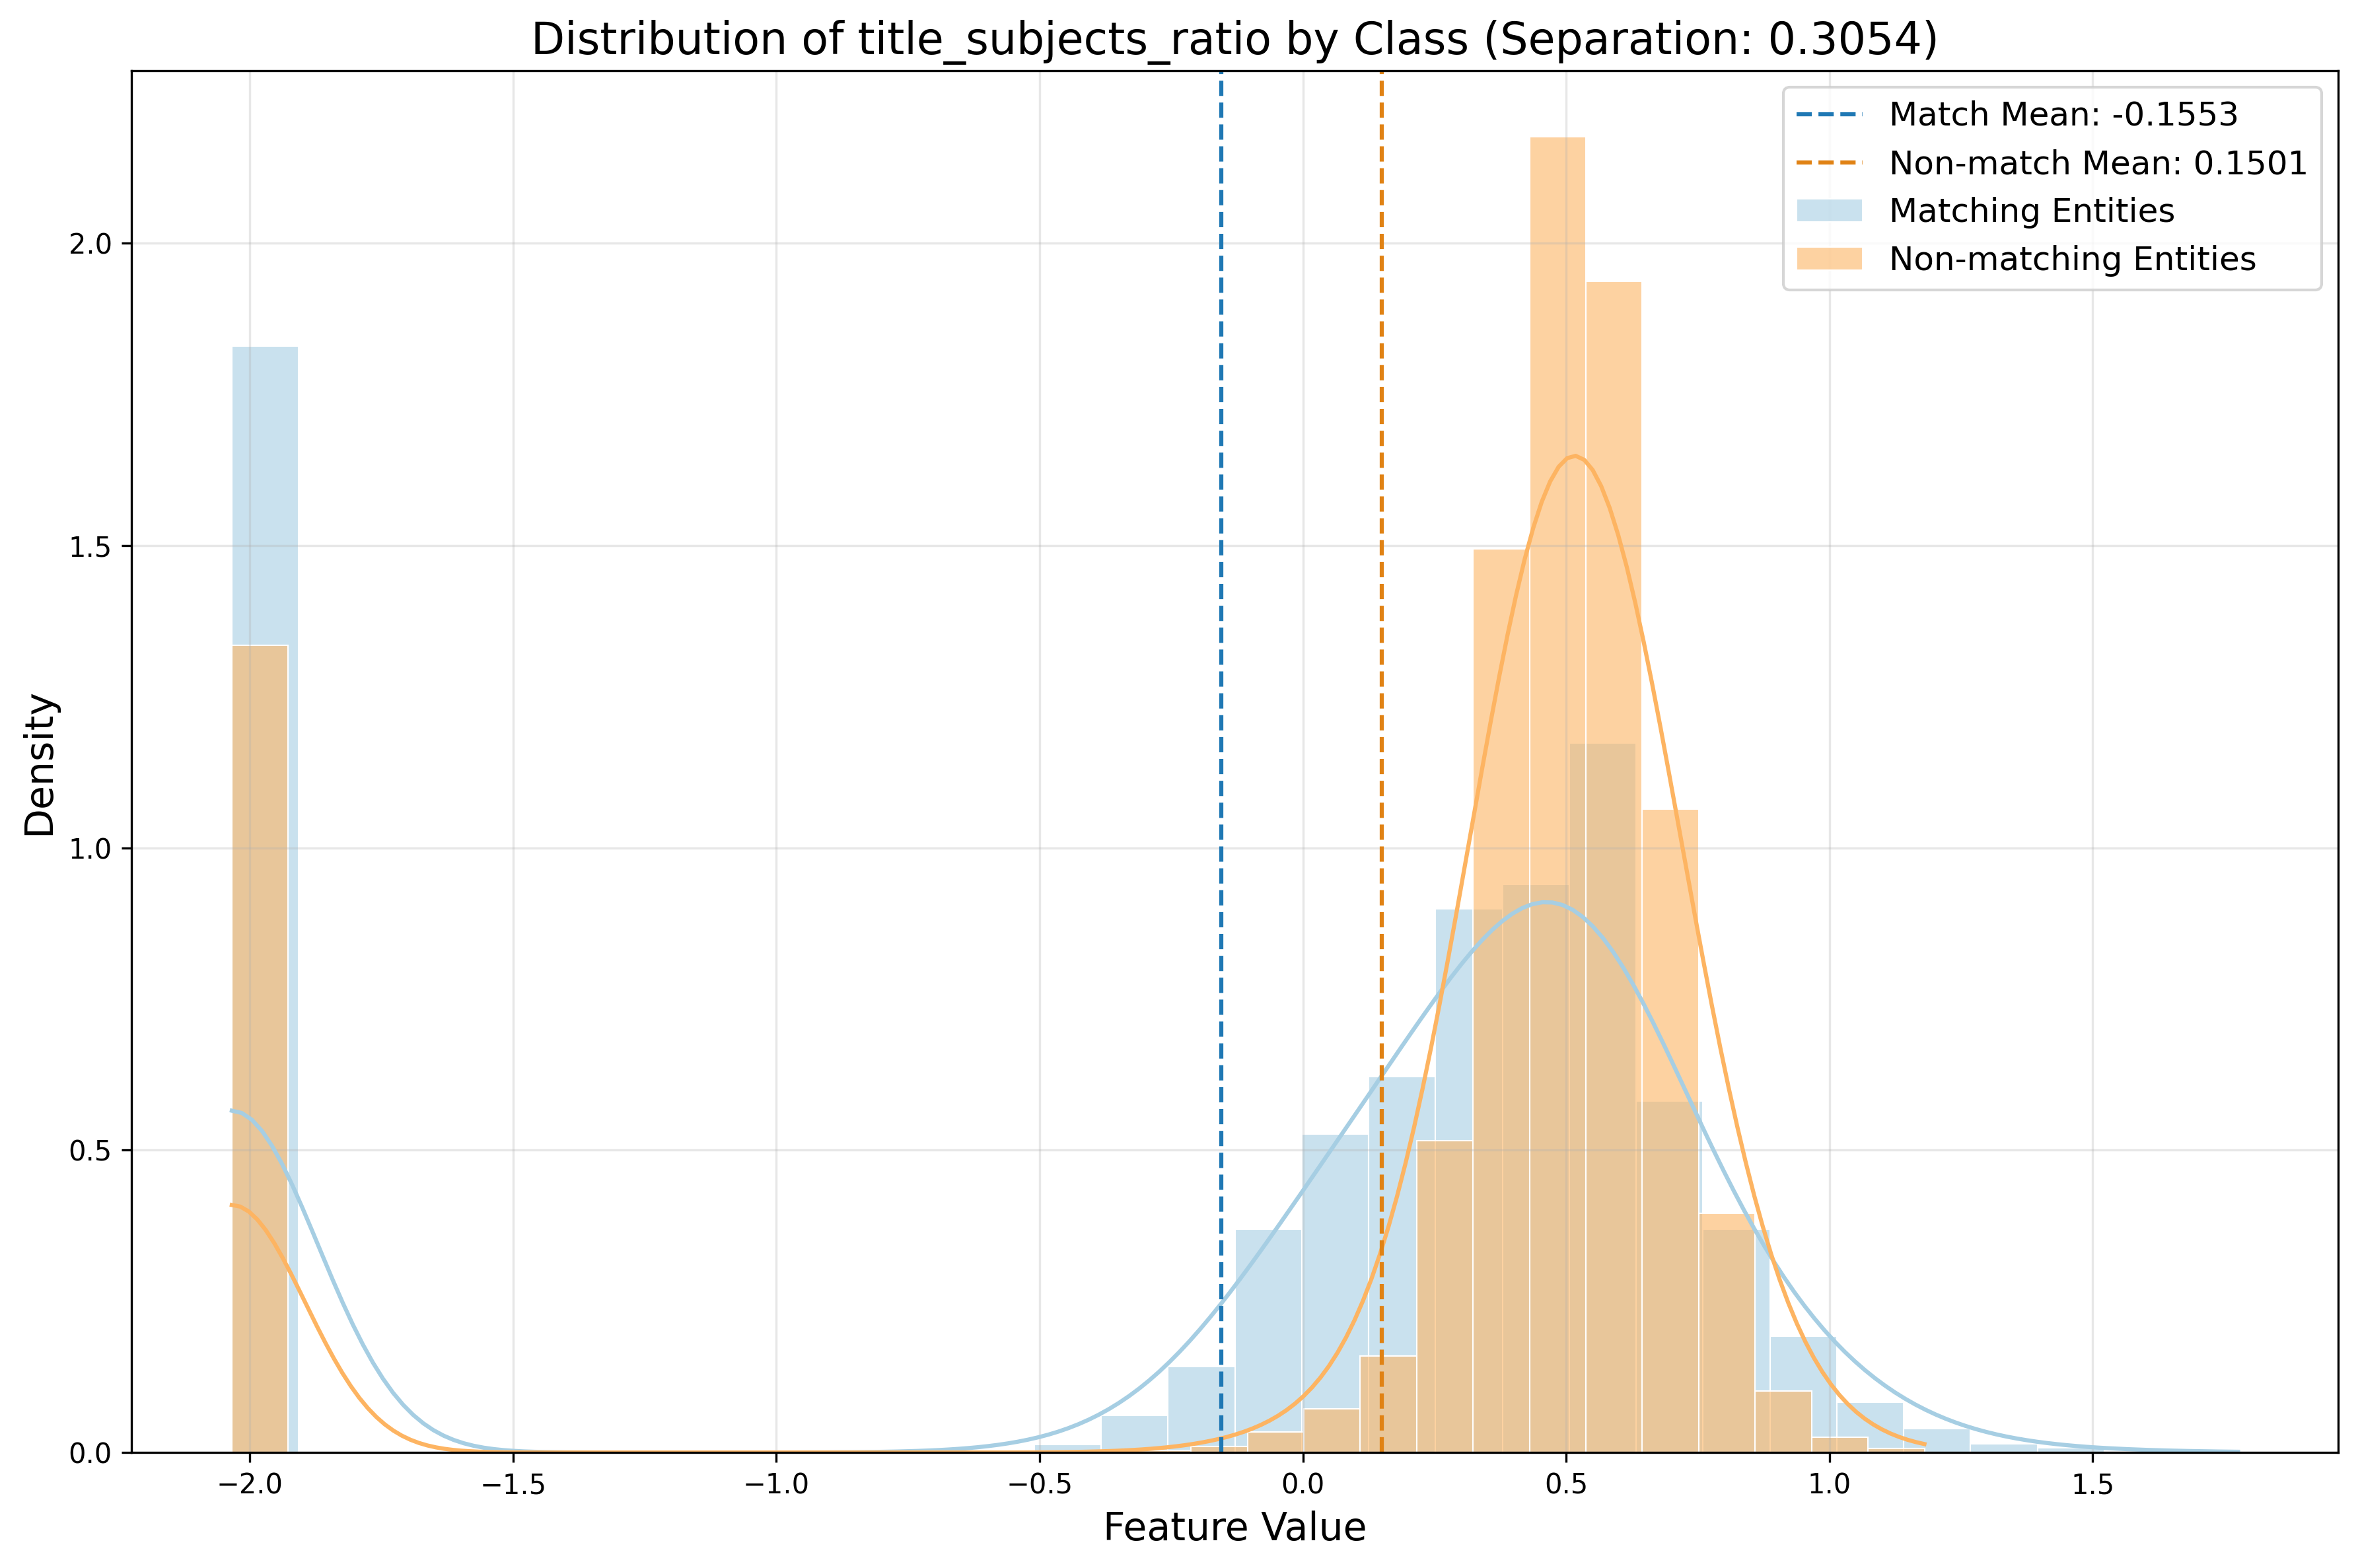 Distribution of title_subjects_ratio by Class (Separation: 0.3054)
Match Mean: -0.1553
Non-match Mean: 0.1501
Matching Entities
Non-matching Entities
Density
2.0
1.5
1.0
0.5
0.0
−2.0 −1.5 −1.0 −0.5 0.0 0.5 1.0 1.5
Feature Value